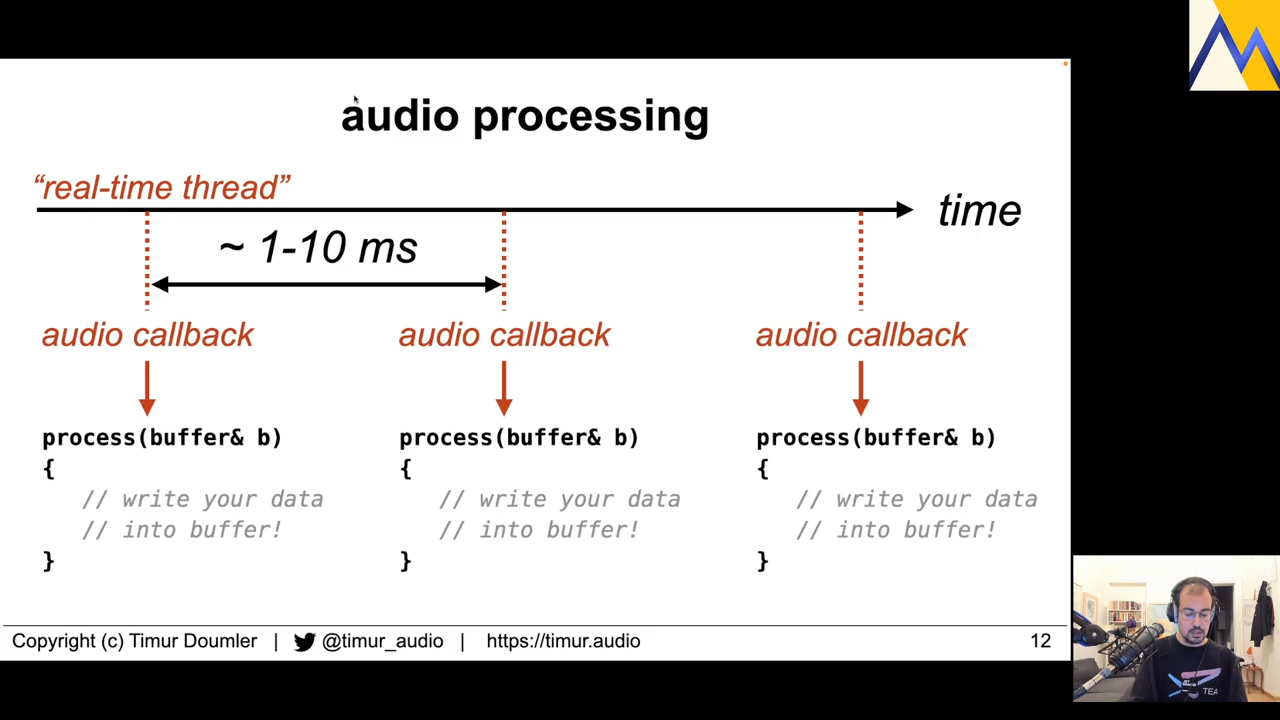 audio processing
“real-time thread”
time
~ 1-10 ms
audio callback audio callback audio callback
process(buffer& b) process(buffer& b) process(buffer& b)
{ { {
// write your data // write your data // write your data
// into buffer! // into buffer! // into buffer!
} } }
Copyright (c) Timur Doumler | @timur_audio | https://timur.audio 12
TEA